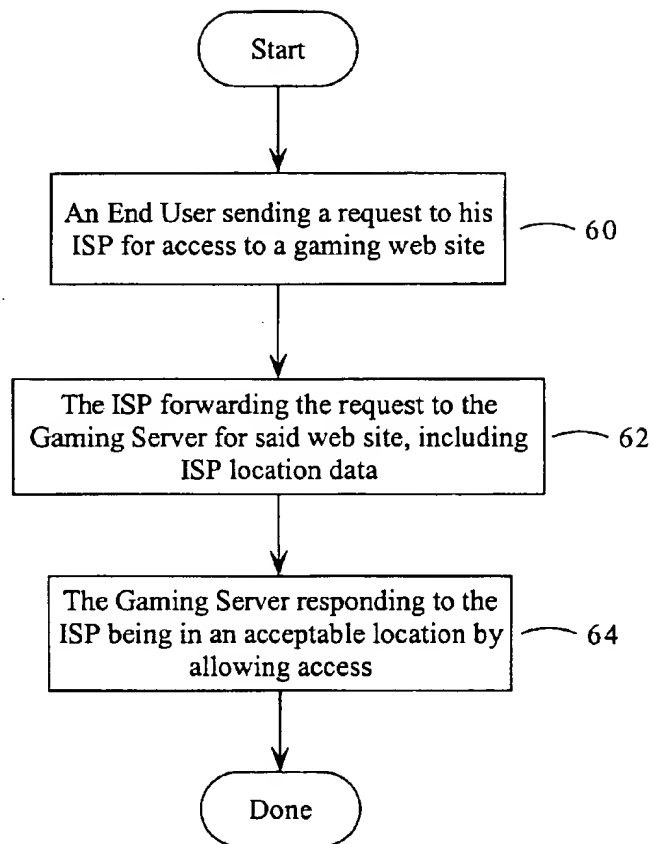 Start
An End User sending a request to his
ISP for access to a gaming web site
60
The ISP forwarding the request to the
Gaming Server for said web site, including
ISP location data
62
The Gaming Server responding to the
ISP being in an acceptable location by
allowing access
64
Done